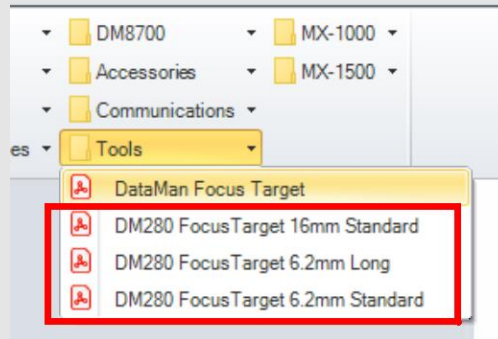 DM8700 MX-1000
Accessories MX-1500
Communications
es Tools
DataMan Focus Target
DM280 FocusTarget 16mm Standard
DM280 FocusTarget 6.2mm Long
DM280 FocusTarget 6.2mm Standard